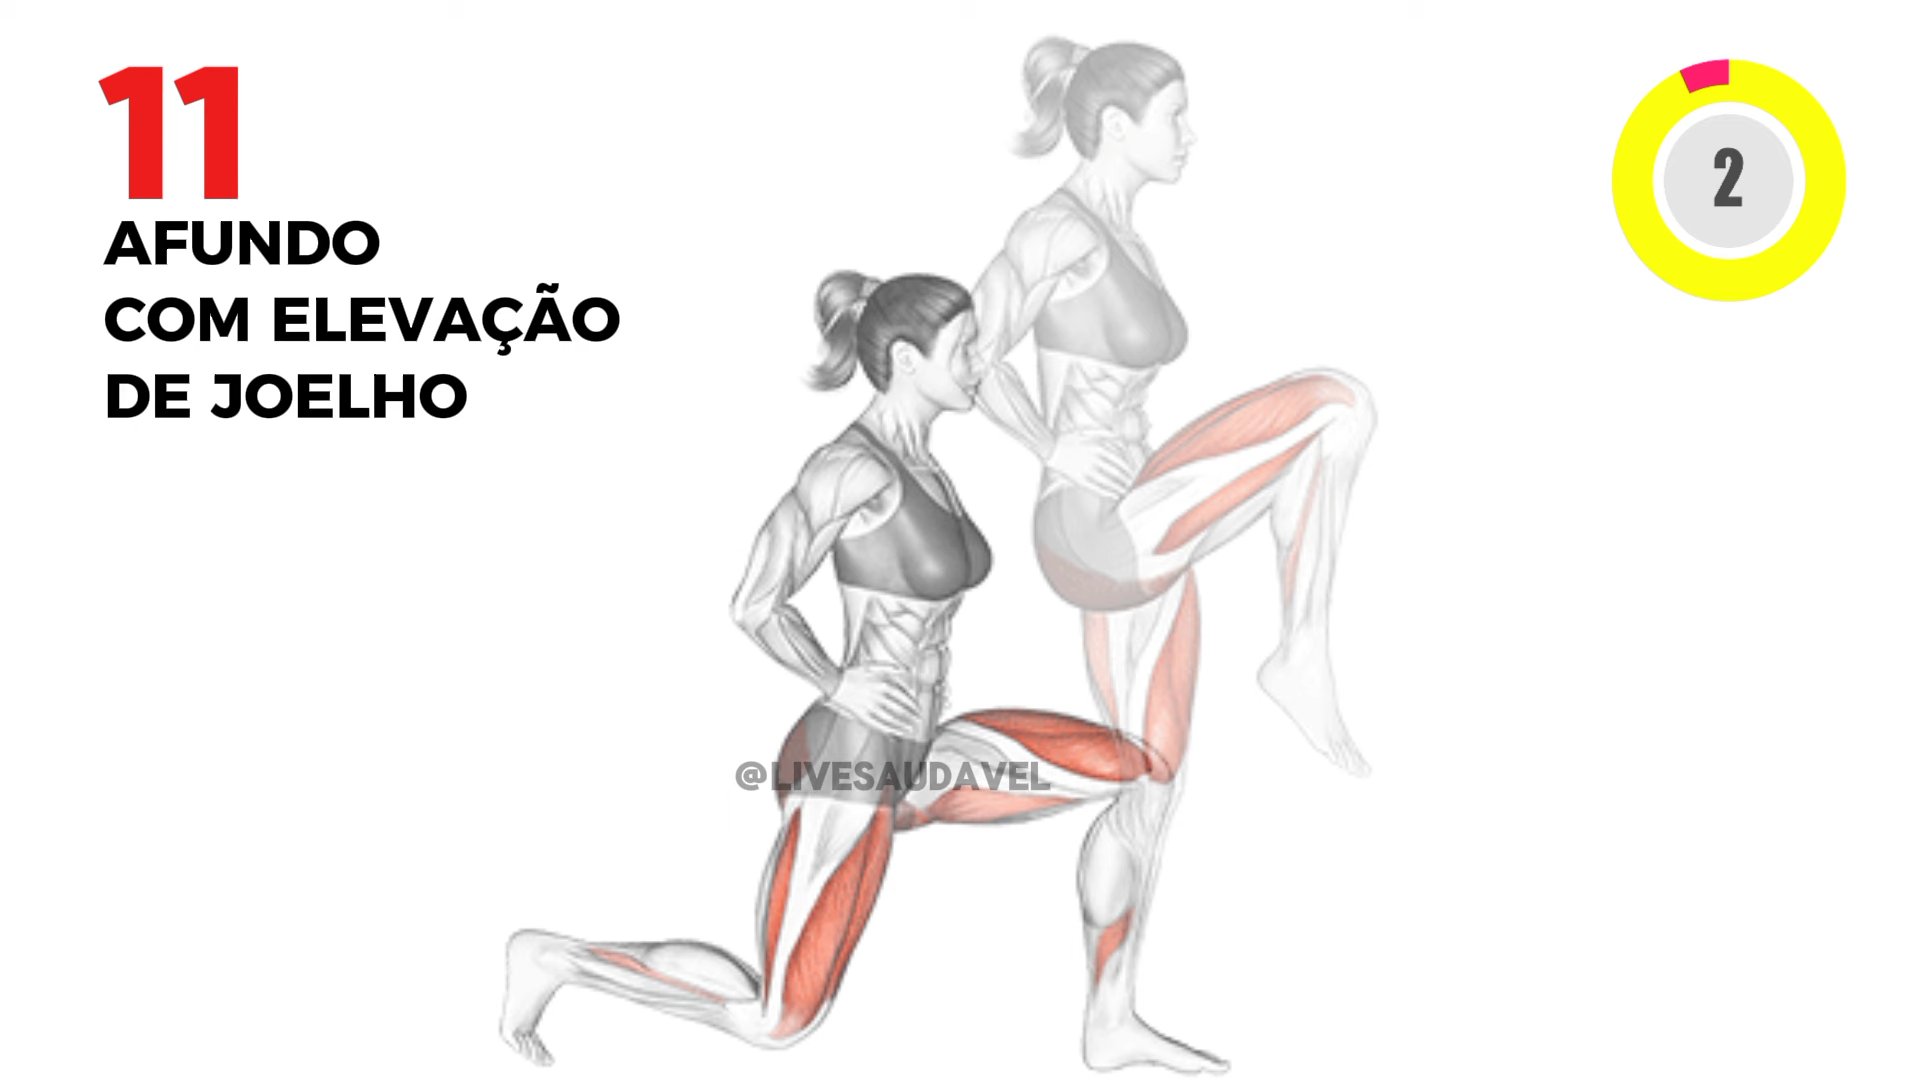 11
AFUNDO
COM ELEVAÇÃO
DE JOELHO
2
@LIVESAUDAVEL